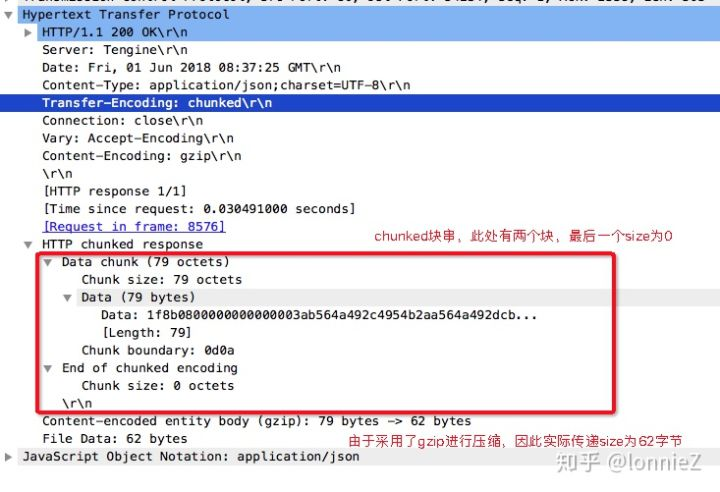 Hypertext Transfer Protocol
HTTP/1.1 200 OK\r\n
Server: Tengine\r\n
Date: Fri, 01 Jun 2018 08:37:25 GMT\r\n
Content-Type: application/json;charset=UTF-8\r\n
Transfer-Encoding: chunked\r\n
Connection: close\r\n
Vary: Accept-Encoding\r\n
Content-Encoding: gzip\r\n
\r\n
[HTTP response 1/1]
[Time since request: 0.030491000 seconds]
[Request in frame: 8576]
chunked块串，此处有两个块，最后一个size为0
HTTP chunked response
Data chunk (79 octets)
Chunk size: 79 octets
Data (79 bytes)
Data: 1f8b0800000000000003ab564a492c4954b2aa564a492dcb...
[Length: 79]
Chunk boundary: 0d0a
End of chunked encoding
Chunk size: 0 octets
\r\n
Content-encoded entity body (gzip): 79 bytes -> 62 bytes
File Data: 62 bytes
由于采用了gzip进行压缩，因此实际传递size为62字节
JavaScript Object Notation: application/json
知乎 @lonnieZ